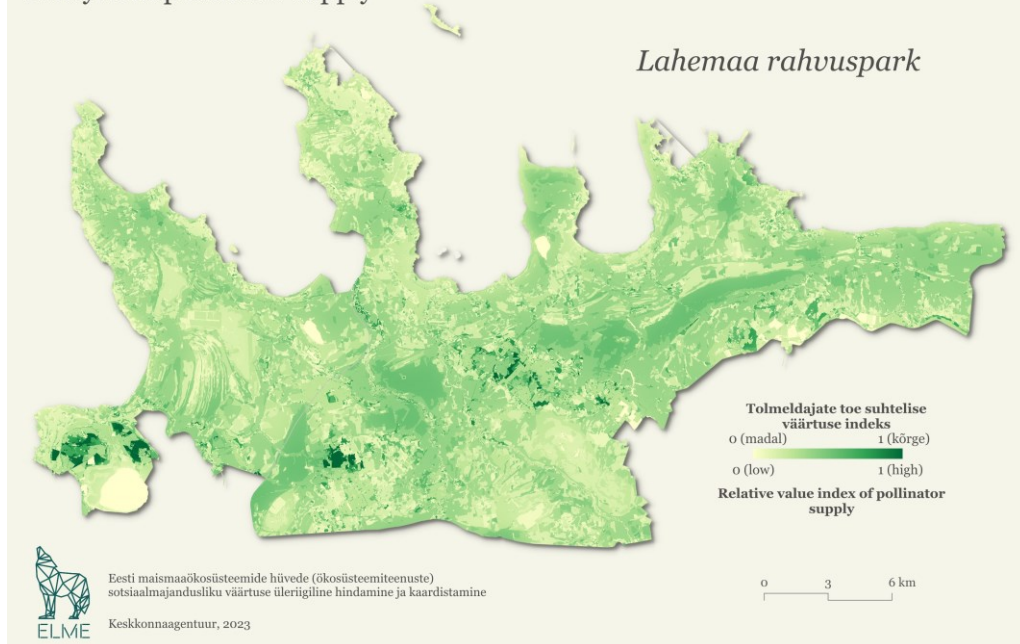 Lahemaa rahvuspark
Tolmeldajate toe suhtelise
väärtuse indeks
0 (madal) 1 (kõrge)
0 (low) 1 (high)
Relative value index of pollinator
supply
Eesti maismaaökosüsteemide hüvede (ökosüsteemiteenuste)
sotsiaalmajandusliku väärtuse üleriigiline hindamine ja kaardistamine
Keskkonnaagentuur, 2023
ELME
0 3 6 km